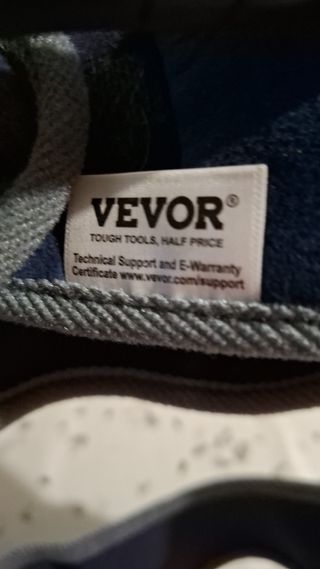 VEVOR®
TOUGH TOOLS, HALF PRICE
Technical Support and E-Warranty
Certificate www.vevor.com/support